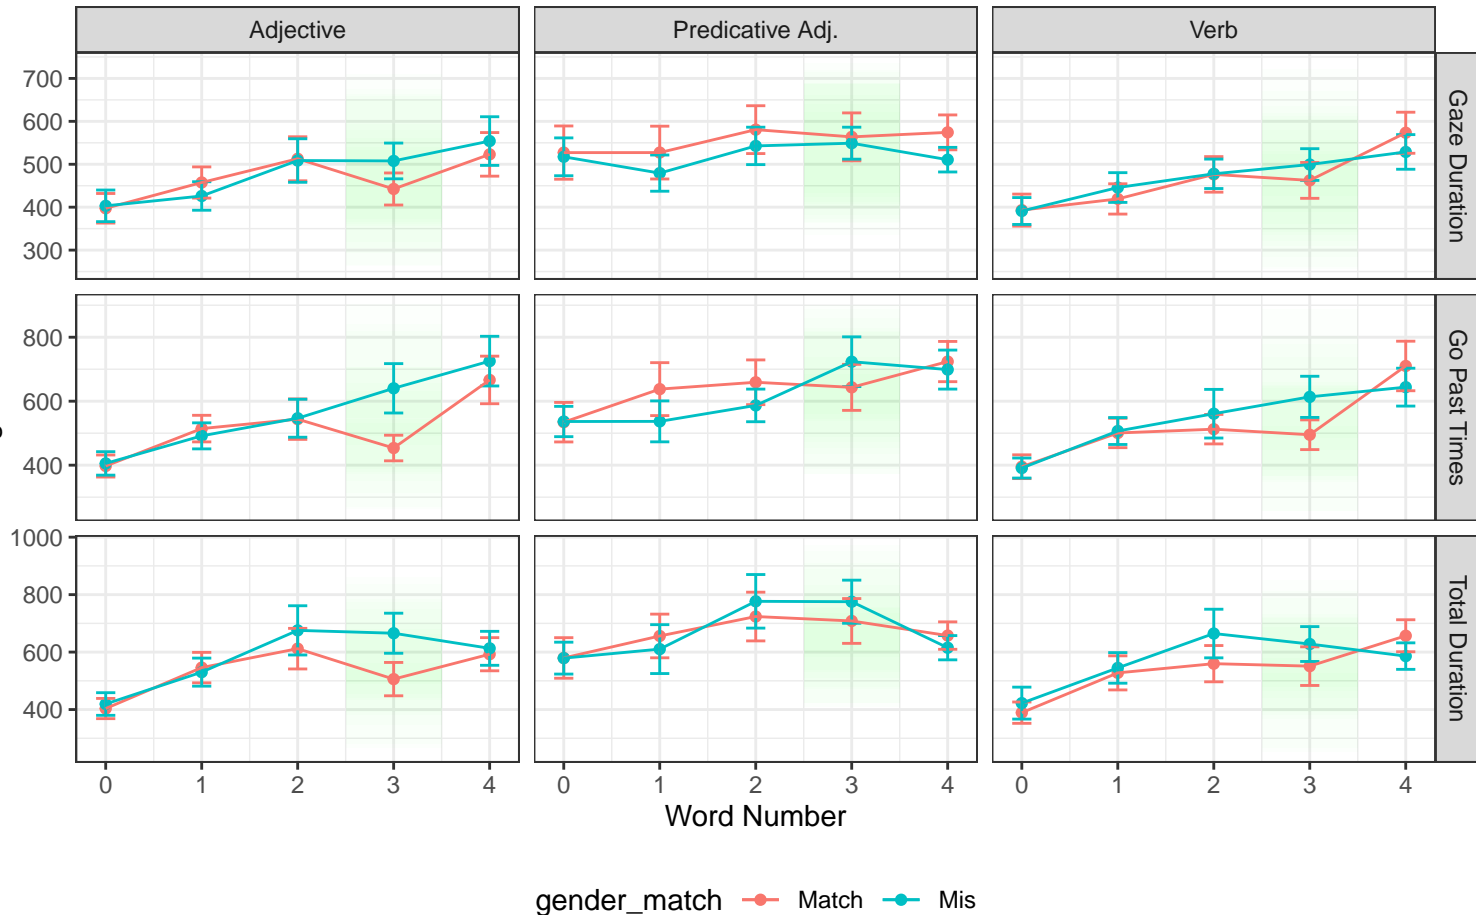 Adjective Predicative Adj. Verb
700
600
500
400
300
Gaze Duration
800
600
400
Go Past Times
1000
800
600
400
Total Duration
0 1 2 3 4 0 1 2 3 4 0 1 2 3 4
Word Number
gender_match Match Mis